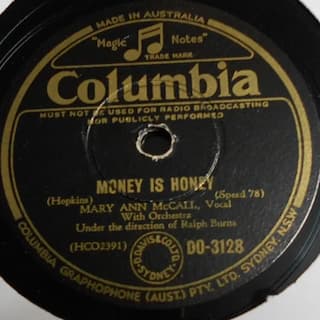 MADE IN AUSTRALIA
"Magic Notes"
TRADE MARK
Columbia
MUST NOT BE USED FOR RADIO BROADCASTING
NOR PUBLICLY PERFORMED
MONEY IS HONEY
(Hopkins) (Speed 78)
MARY ANN McCALL, Vocal
With Orchestra
Under the direction of Ralph Burns
(HCO2391) DO-3128
DAVIS & COLE
SYDNEY
COLUMBIA GRAPHOPHONE (AUST.) PTY. LTD. SYDNEY. N.S.W.